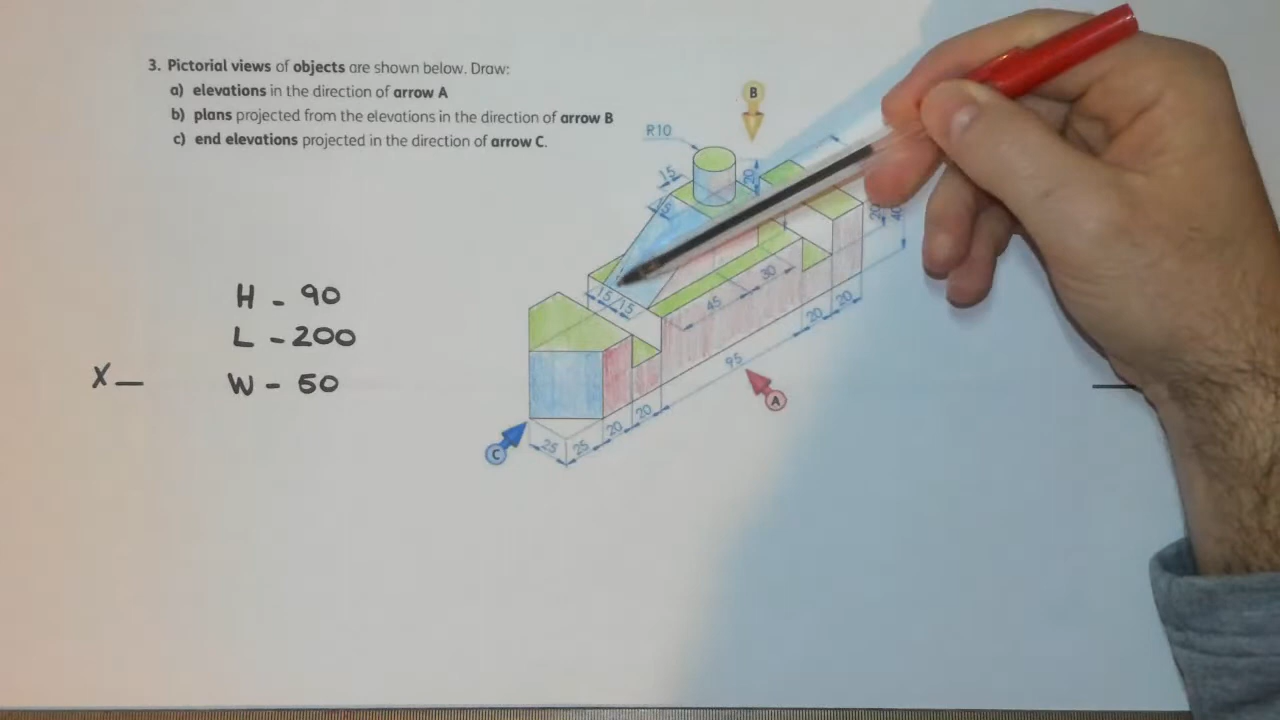 3. Pictorial views of objects are shown below. Draw:
a) elevations in the direction of arrow A
b) plans projected from the elevations in the direction of arrow B
c) end elevations projected in the direction of arrow C.
B
R10
15
20
15
20
40
H - 90
L - 200
X —
W - 50
15 15
45
30
20
20
95
A
20
20
C
25
25